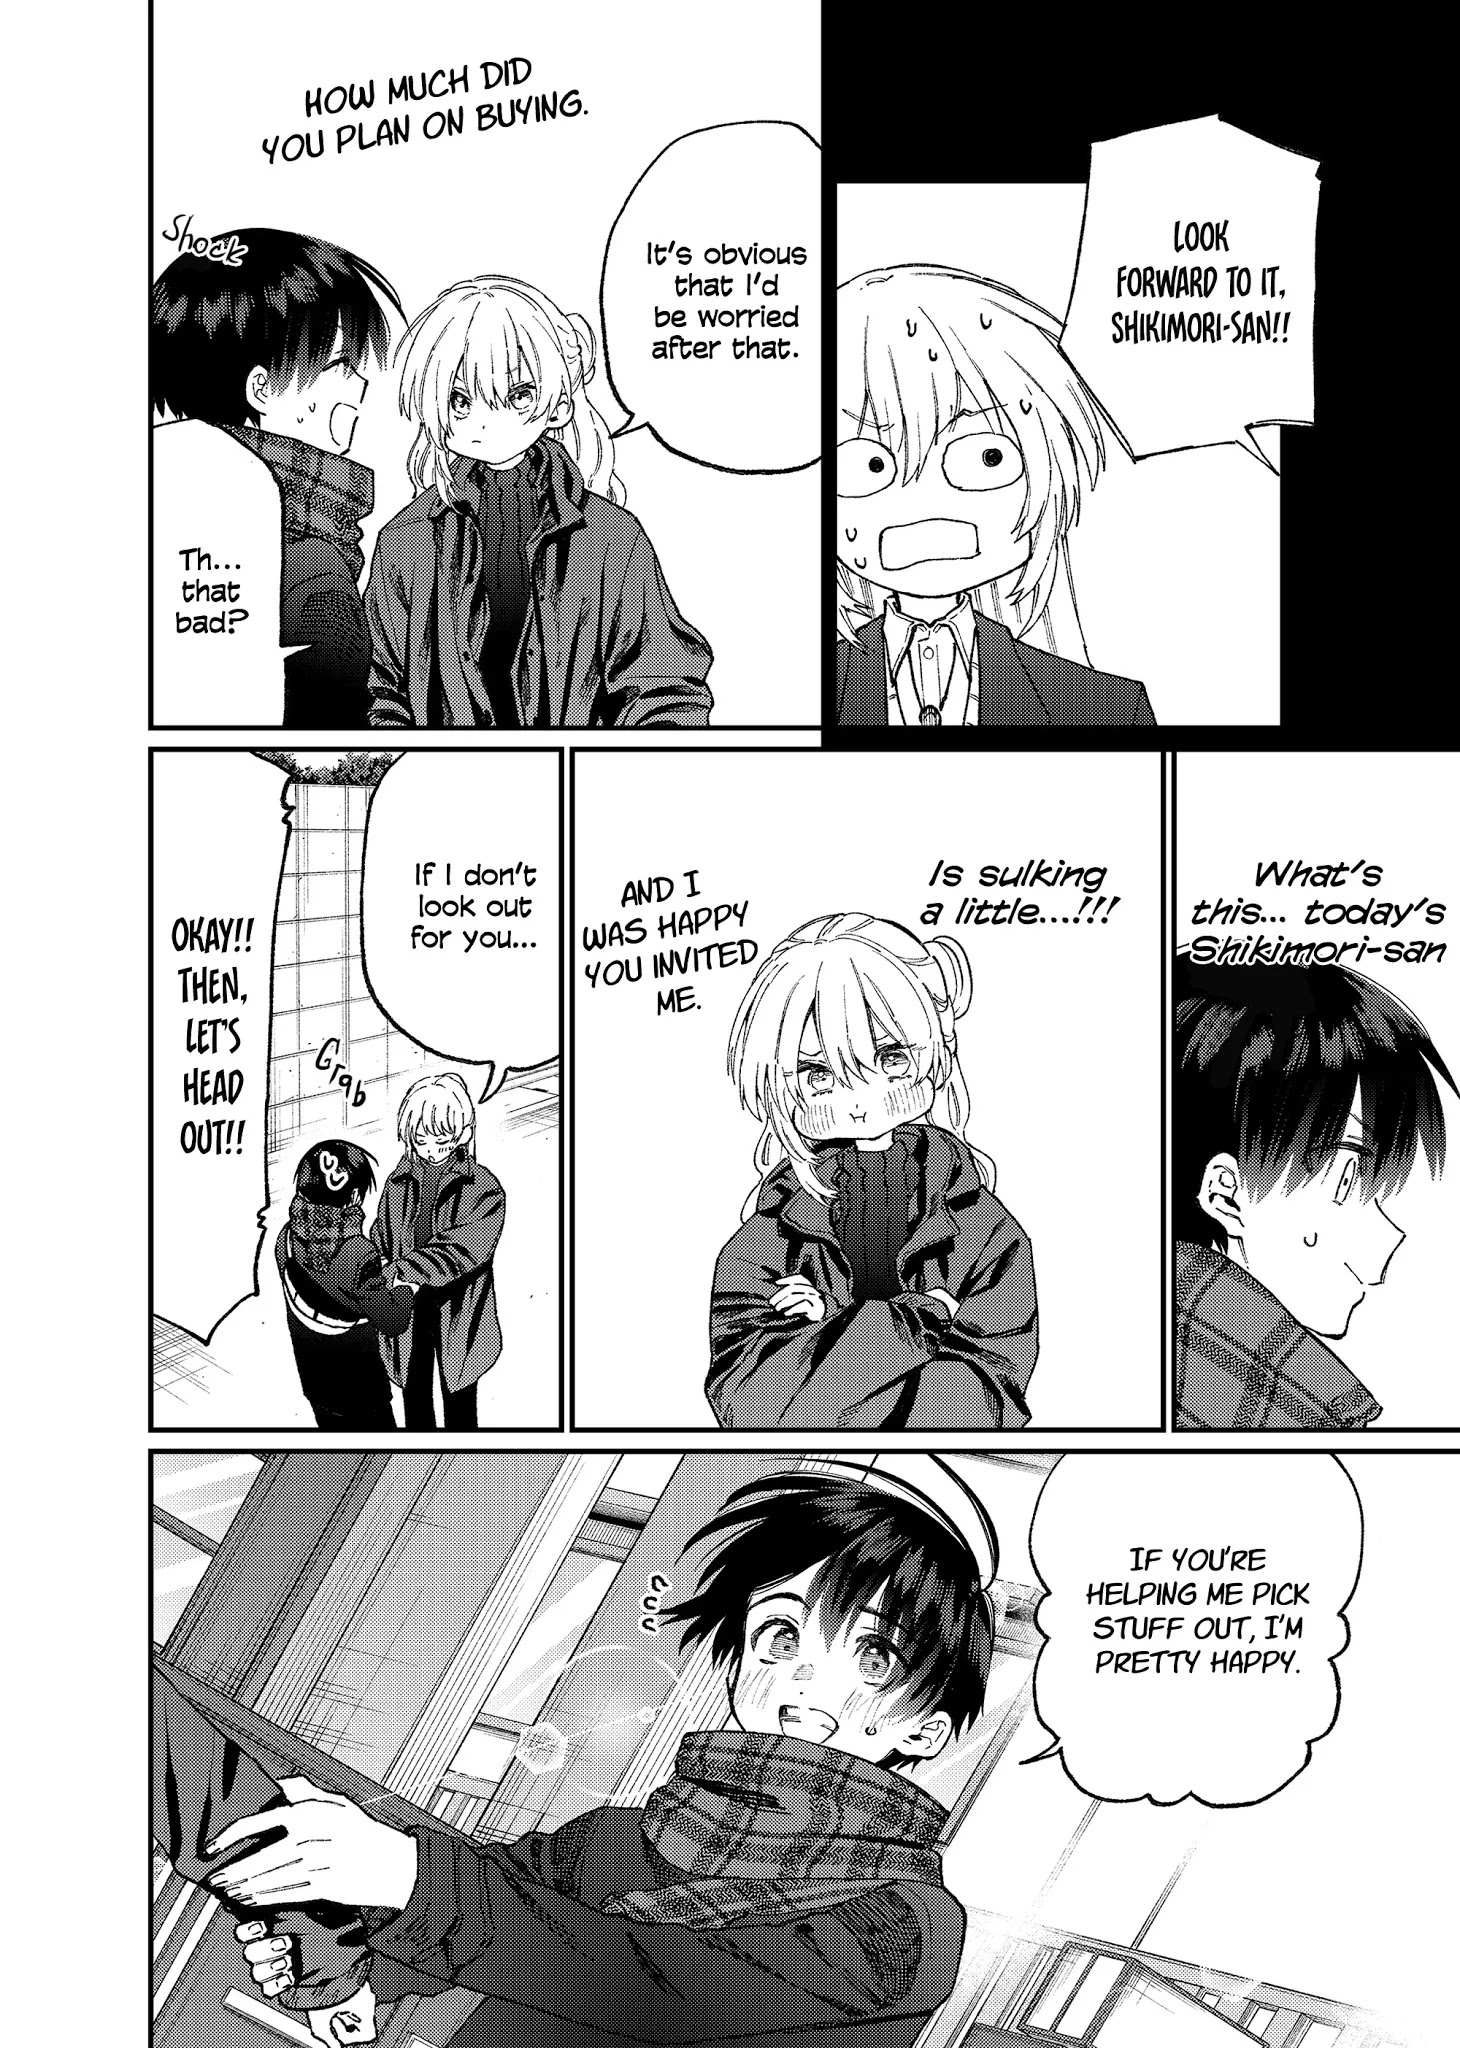 LOOK
FORWARD TO IT,
SHIKIMORI-SAN!!
It's obvious
that I'd
be worried
after that.
HOW MUCH DID
YOU PLAN ON BUYING.
Shock
Th...
that
bad?
What's
this... today's
Shikimori-san
Is sulking
a little....!!!
AND I
WAS HAPPY
YOU INVITED
ME.
If I don't
look out
for you...
Grab
OKAY!!
THEN,
LET'S
HEAD
OUT!!
IF YOU'RE
HELPING ME PICK
STUFF OUT, I'M
PRETTY HAPPY.